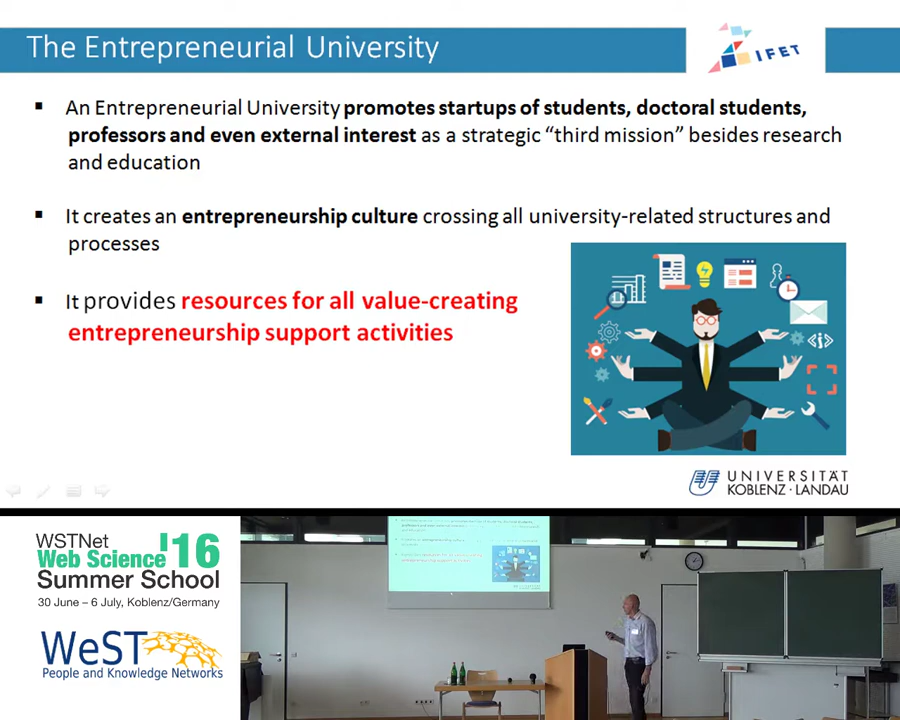 The Entrepreneurial University
IFET
▪ An Entrepreneurial University promotes startups of students, doctoral students,
professors and even external interest as a strategic “third mission” besides research
and education
▪ It creates an entrepreneurship culture crossing all university-related structures and
processes
▪ It provides resources for all value-creating
entrepreneurship support activities
UNIVERSITÄT
KOBLENZ · LANDAU
WSTNet
Web Science '16
Summer School
30 June – 6 July, Koblenz/Germany
WeST
People and Knowledge Networks